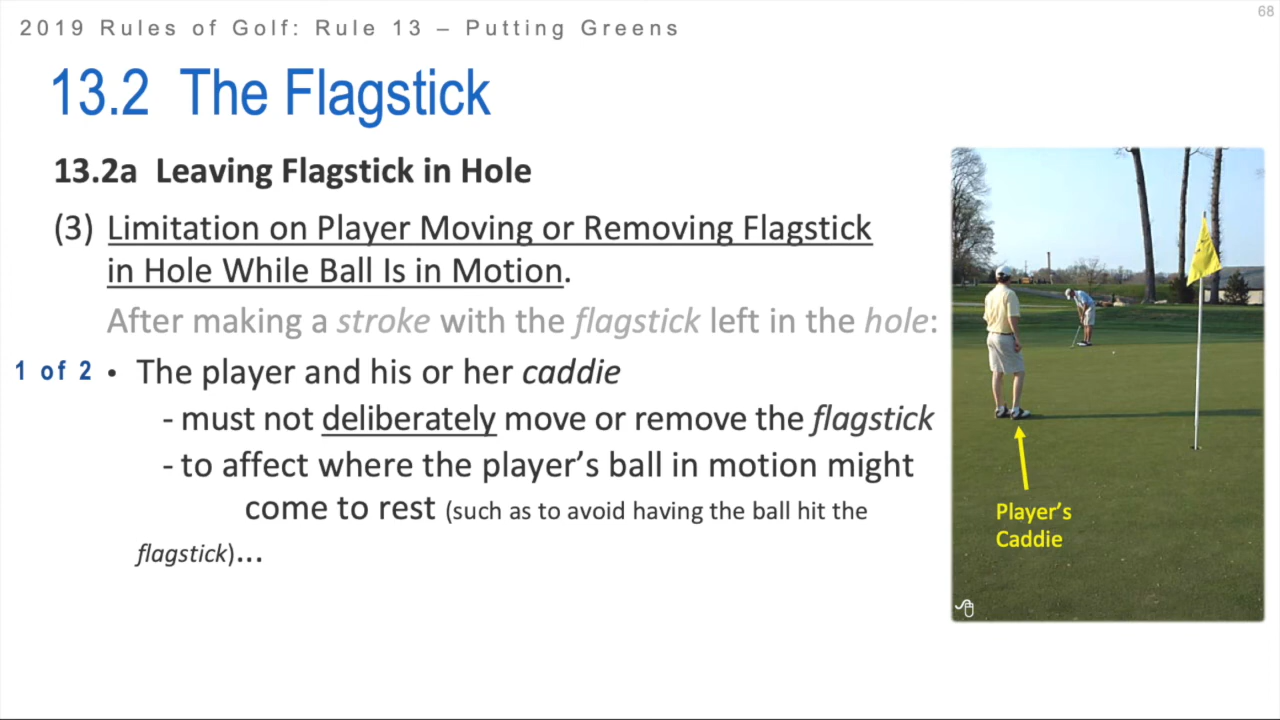 2019 Rules of Golf: Rule 13 – Putting Greens
68
13.2 The Flagstick
13.2a Leaving Flagstick in Hole
(3) Limitation on Player Moving or Removing Flagstick
in Hole While Ball Is in Motion.
After making a stroke with the flagstick left in the hole:
1 of 2 • The player and his or her caddie
- must not deliberately move or remove the flagstick
- to affect where the player's ball in motion might
come to rest (such as to avoid having the ball hit the
flagstick)...
Player's
Caddie